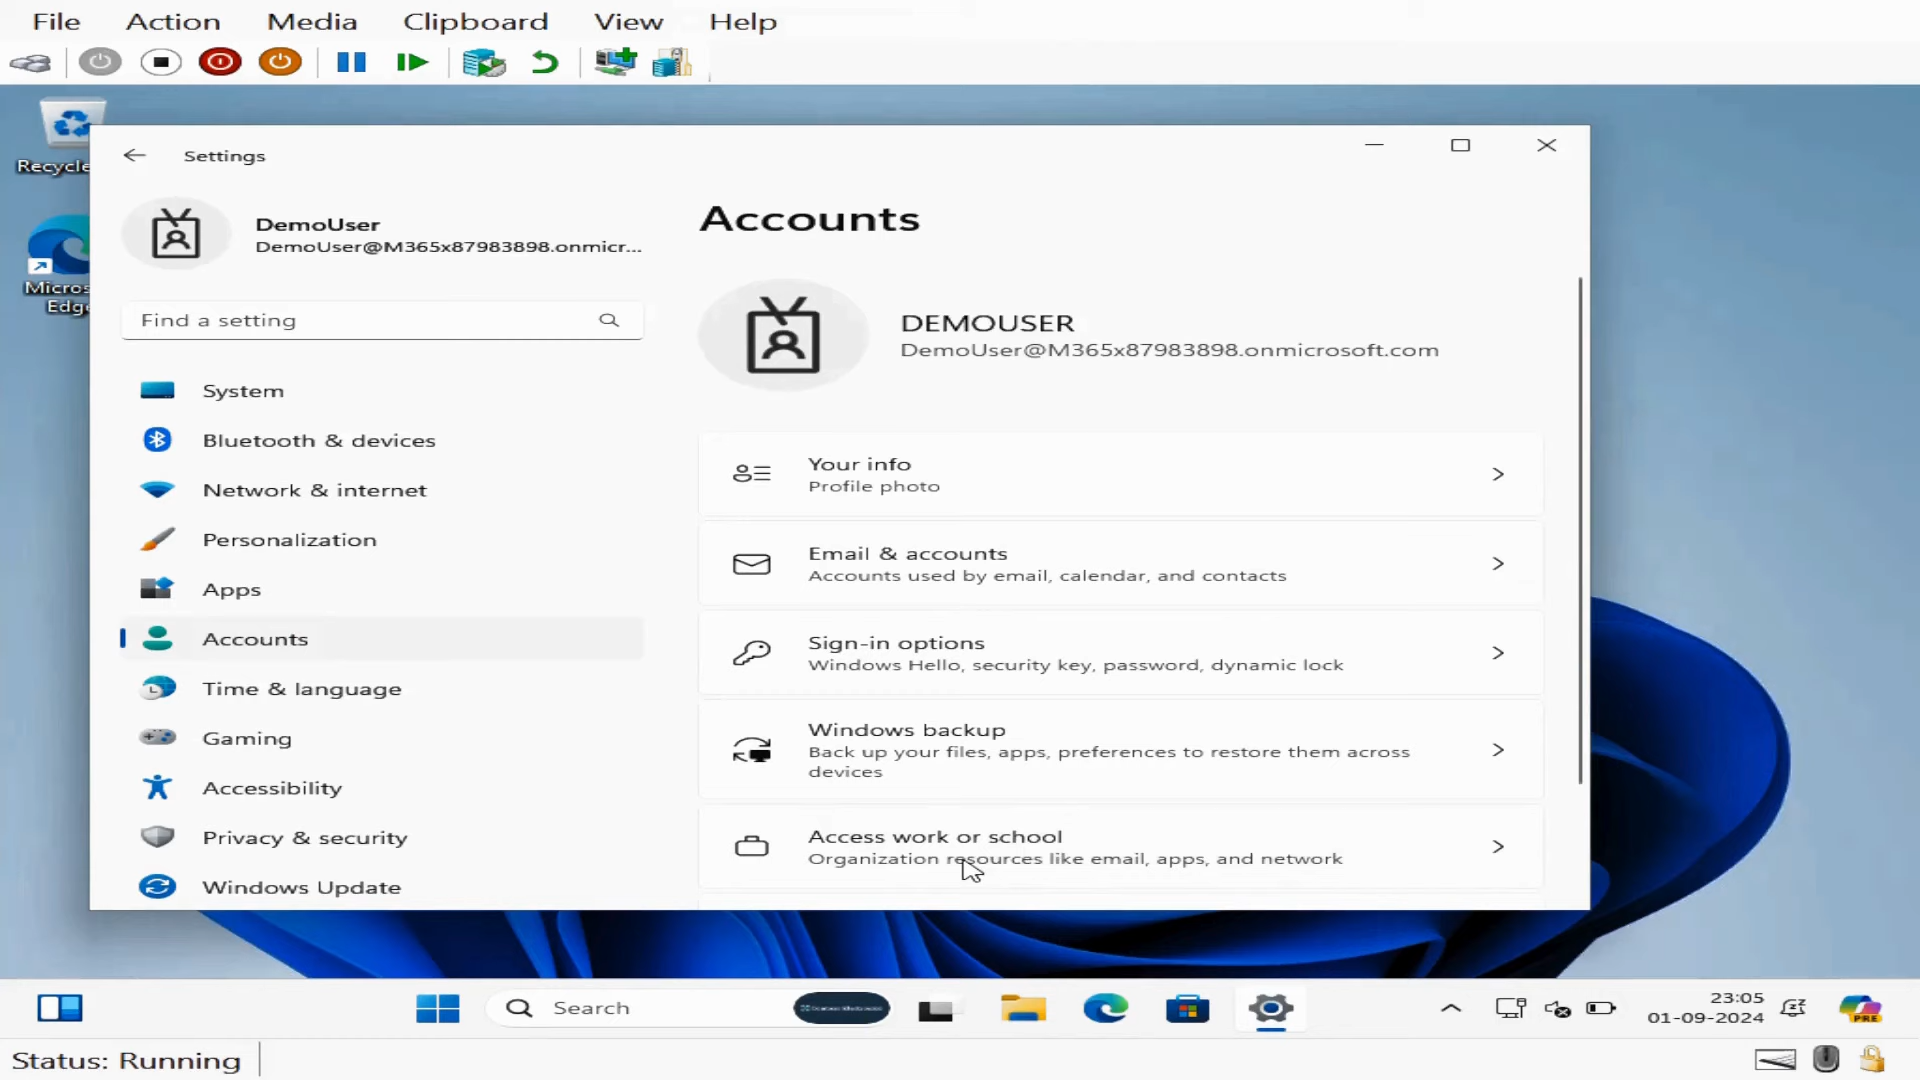 File Action Media Clipboard View Help
Recycle
Micros
Edge
Settings
DemoUser
DemoUser@M365x87983898.onmicr...
Find a setting
System
Bluetooth & devices
Network & internet
Personalization
Apps
Accounts
Time & language
Gaming
Accessibility
Privacy & security
Windows Update
Accounts
DEMOUSER
DemoUser@M365x87983898.onmicrosoft.com
Your info
Profile photo
Email & accounts
Accounts used by email, calendar, and contacts
Sign-in options
Windows Hello, security key, password, dynamic lock
Windows backup
Back up your files, apps, preferences to restore them across
devices
Access work or school
Organization resources like email, apps, and network
Search
23:05
01-09-2024
PRE
Status: Running